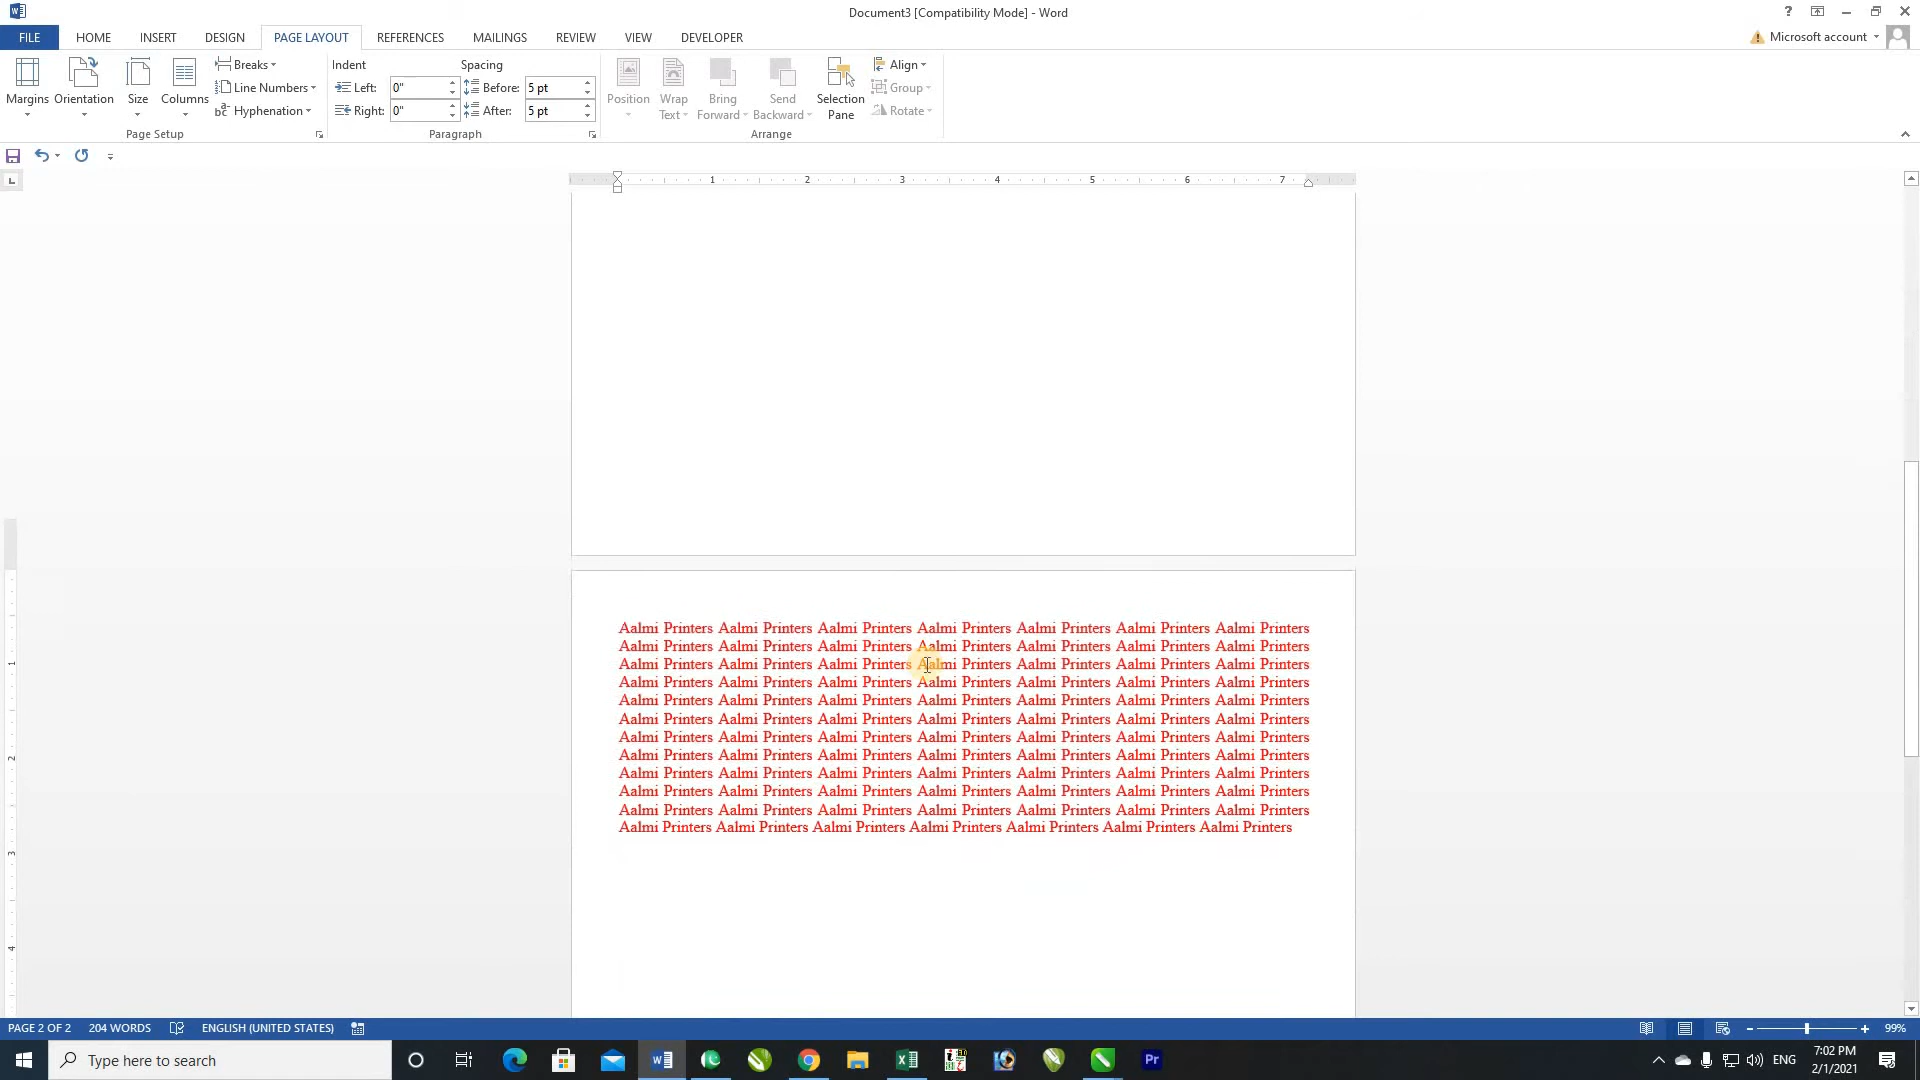 Document3 [Compatibility Mode] - Word
FILE HOME INSERT DESIGN PAGE LAYOUT REFERENCES MAILINGS REVIEW VIEW DEVELOPER Microsoft account
Margins Orientation Size Columns Breaks Line Numbers Hyphenation
Page Setup
Indent Spacing
Left: 0" Before: 5 pt
Right: 0" After: 5 pt
Paragraph
Position Wrap Text Bring Forward Send Backward Selection Pane Align Group Rotate
Arrange
1 2 3 4 5 6 7
Aalmi Printers Aalmi Printers Aalmi Printers Aalmi Printers Aalmi Printers Aalmi Printers Aalmi Printers
Aalmi Printers Aalmi Printers Aalmi Printers Aalmi Printers Aalmi Printers Aalmi Printers Aalmi Printers
Aalmi Printers Aalmi Printers Aalmi Printers Aalmi Printers Aalmi Printers Aalmi Printers Aalmi Printers
Aalmi Printers Aalmi Printers Aalmi Printers Aalmi Printers Aalmi Printers Aalmi Printers Aalmi Printers
Aalmi Printers Aalmi Printers Aalmi Printers Aalmi Printers Aalmi Printers Aalmi Printers Aalmi Printers
Aalmi Printers Aalmi Printers Aalmi Printers Aalmi Printers Aalmi Printers Aalmi Printers Aalmi Printers
Aalmi Printers Aalmi Printers Aalmi Printers Aalmi Printers Aalmi Printers Aalmi Printers Aalmi Printers
Aalmi Printers Aalmi Printers Aalmi Printers Aalmi Printers Aalmi Printers Aalmi Printers Aalmi Printers
Aalmi Printers Aalmi Printers Aalmi Printers Aalmi Printers Aalmi Printers Aalmi Printers Aalmi Printers
Aalmi Printers Aalmi Printers Aalmi Printers Aalmi Printers Aalmi Printers Aalmi Printers Aalmi Printers
Aalmi Printers Aalmi Printers Aalmi Printers Aalmi Printers Aalmi Printers Aalmi Printers Aalmi Printers
Aalmi Printers Aalmi Printers Aalmi Printers Aalmi Printers Aalmi Printers Aalmi Printers Aalmi Printers
1
2
3
4
PAGE 2 OF 2 204 WORDS ENGLISH (UNITED STATES) 99%
Type here to search
Pr
ENG
7:02 PM
2/1/2021